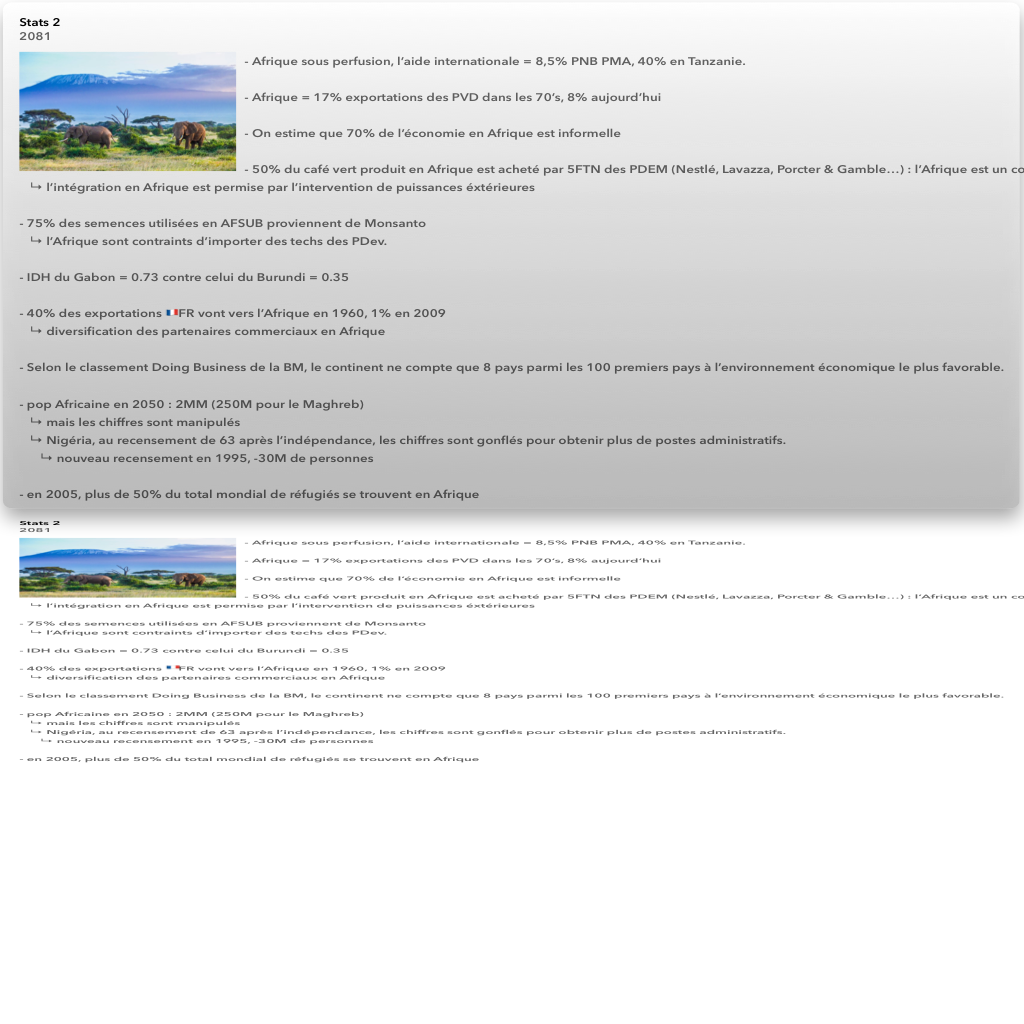 Stats 2
2081
- Afrique sous perfusion, l’aide internationale = 8,5% PNB PMA, 40% en Tanzanie.
- Afrique = 17% exportations des PVD dans les 70’s, 8% aujourd’hui
- On estime que 70% de l’économie en Afrique est informelle
- 50% du café vert produit en Afrique est acheté par 5FTN des PDEM (Nestlé, Lavazza, Porcter & Gamble…) : l’Afrique est un co
↪ l’intégration en Afrique est permise par l’intervention de puissances éxtérieures
- 75% des semences utilisées en AFSUB proviennent de Monsanto
↪ l’Afrique sont contraints d’importer des techs des PDev.
- IDH du Gabon = 0.73 contre celui du Burundi = 0.35
- 40% des exportations 🇫🇷FR vont vers l’Afrique en 1960, 1% en 2009
↪ diversification des partenaires commerciaux en Afrique
- Selon le classement Doing Business de la BM, le continent ne compte que 8 pays parmi les 100 premiers pays à l’environnement économique le plus favorable.
- pop Africaine en 2050 : 2MM (250M pour le Maghreb)
↪ mais les chiffres sont manipulés
↪ Nigéria, au recensement de 63 après l’indépendance, les chiffres sont gonflés pour obtenir plus de postes administratifs.
↪ nouveau recensement en 1995, -30M de personnes
- en 2005, plus de 50% du total mondial de réfugiés se trouvent en Afrique
Stats 2
2081
- Afrique sous perfusion, l’aide internationale = 8,5% PNB PMA, 40% en Tanzanie.
- Afrique = 17% exportations des PVD dans les 70’s, 8% aujourd’hui
- On estime que 70% de l’économie en Afrique est informelle
- 50% du café vert produit en Afrique est acheté par 5FTN des PDEM (Nestlé, Lavazza, Porcter & Gamble…) : l’Afrique est un co
↪ l’intégration en Afrique est permise par l’intervention de puissances éxtérieures
- 75% des semences utilisées en AFSUB proviennent de Monsanto
↪ l’Afrique sont contraints d’importer des techs des PDev.
- IDH du Gabon = 0.73 contre celui du Burundi = 0.35
- 40% des exportations 🇫🇷FR vont vers l’Afrique en 1960, 1% en 2009
↪ diversification des partenaires commerciaux en Afrique
- Selon le classement Doing Business de la BM, le continent ne compte que 8 pays parmi les 100 premiers pays à l’environnement économique le plus favorable.
- pop Africaine en 2050 : 2MM (250M pour le Maghreb)
↪ mais les chiffres sont manipulés
↪ Nigéria, au recensement de 63 après l’indépendance, les chiffres sont gonflés pour obtenir plus de postes administratifs.
↪ nouveau recensement en 1995, -30M de personnes
- en 2005, plus de 50% du total mondial de réfugiés se trouvent en Afrique